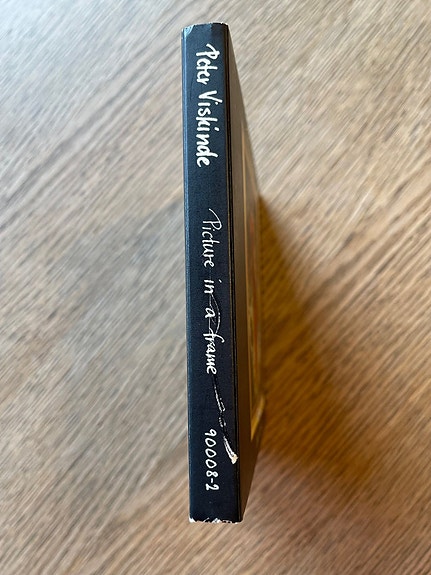 Peter Viskinde
Picture in a frame
90008-2